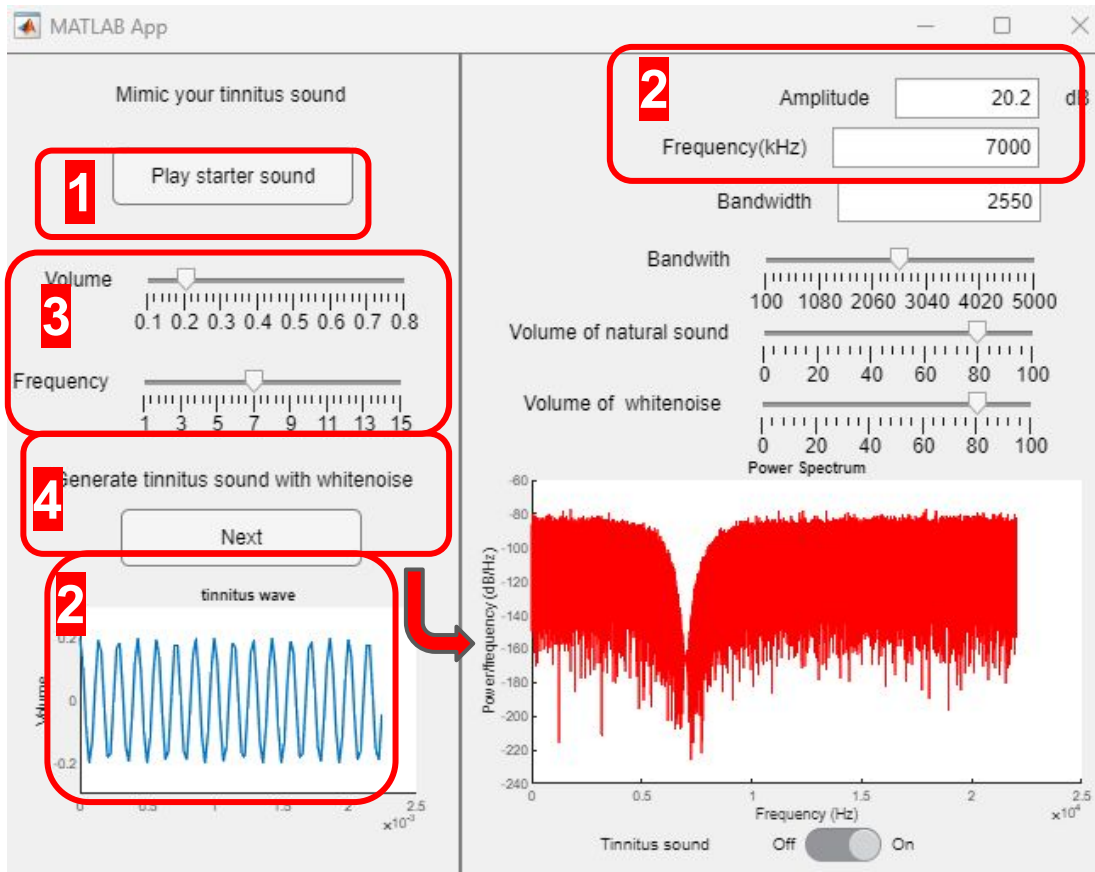 MATLAB App
Mimic your tinnitus sound
1
Play starter sound
3
Volume
0.1 0.2 0.3 0.4 0.5 0.6 0.7 0.8
Frequency
1 3 5 7 9 11 13 15
4
Generate tinnitus sound with whitenoise
Next
2
tinnitus wave
Volume
0.2
0
-0.2
0 0.5 1 1.5 2 2.5
×10-3
2
Amplitude 20.2 dB
Frequency(kHz) 7000
Bandwidth 2550
Bandwith
100 1080 2060 3040 4020 5000
Volume of natural sound
0 20 40 60 80 100
Volume of whitenoise
0 20 40 60 80 100
Power Spectrum
Power/frequency (dB/Hz)
-60
-80
-100
-120
-140
-160
-180
-200
-220
-240
0 0.5 1 1.5 2 2.5
Frequency (Hz)
×104
Tinnitus sound Off On